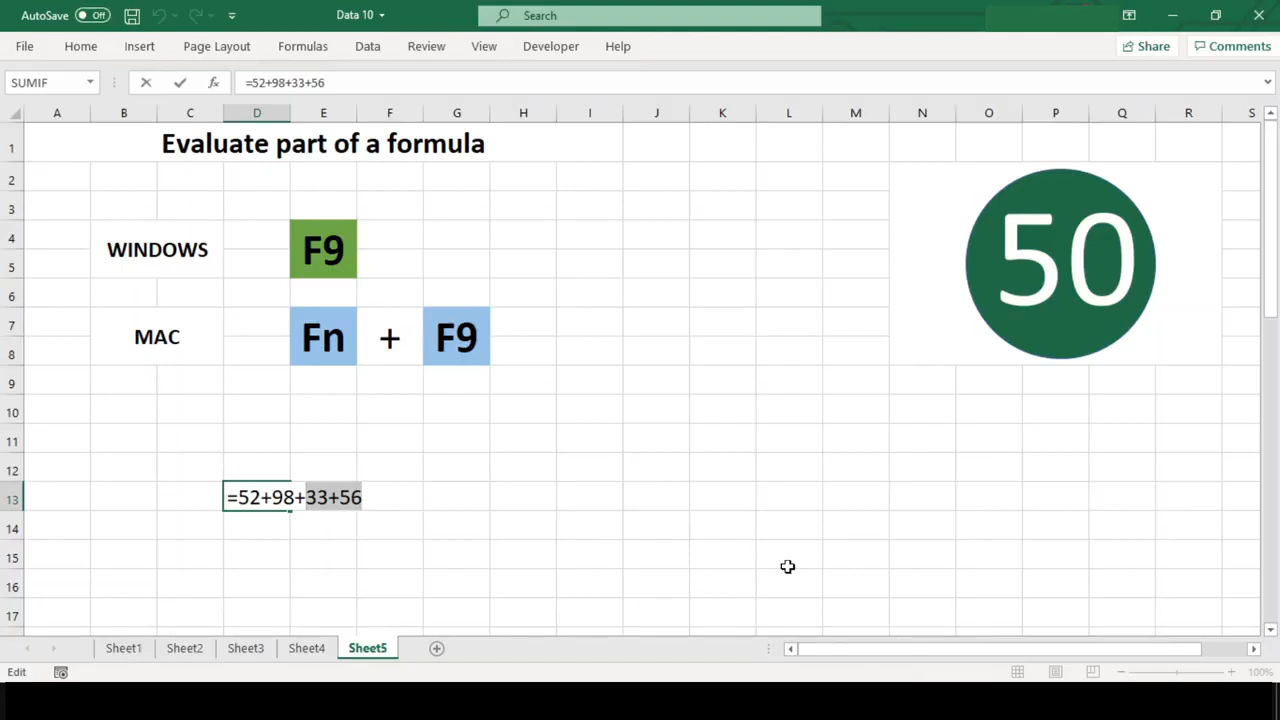 AutoSave Off Data 10 Search
File Home Insert Page Layout Formulas Data Review View Developer Help Share Comments
SUMIF fx =52+98+33+56
A B C D E F G H I J K L M N O P Q R S
1 Evaluate part of a formula
2
3
4 WINDOWS F9 50
5
6
7 MAC Fn + F9
8
9
10
11
12
13 =52+98+33+56
14
15
16
17
Sheet1 Sheet2 Sheet3 Sheet4 Sheet5
Edit 100%